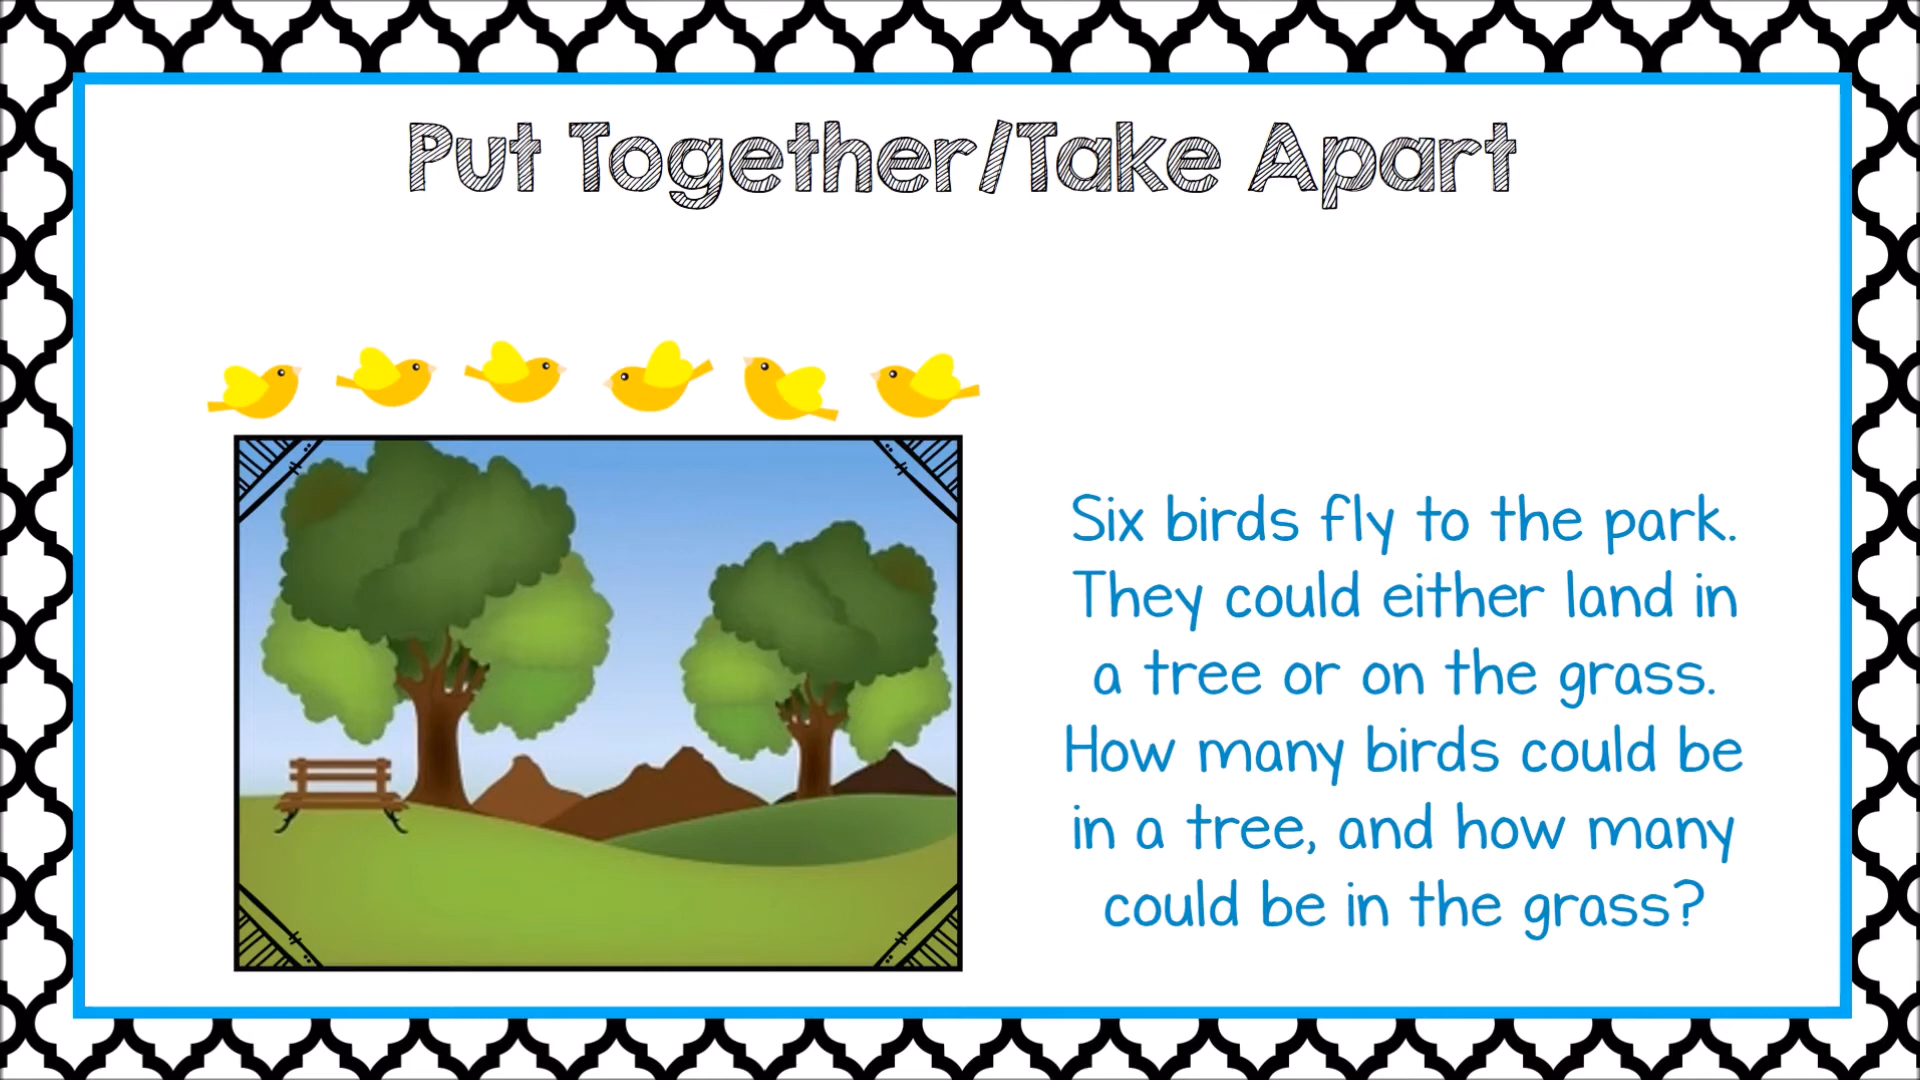 Put Together/Take Apart
Six birds fly to the park.
They could either land in
a tree or on the grass.
How many birds could be
in a tree, and how many
could be in the grass?